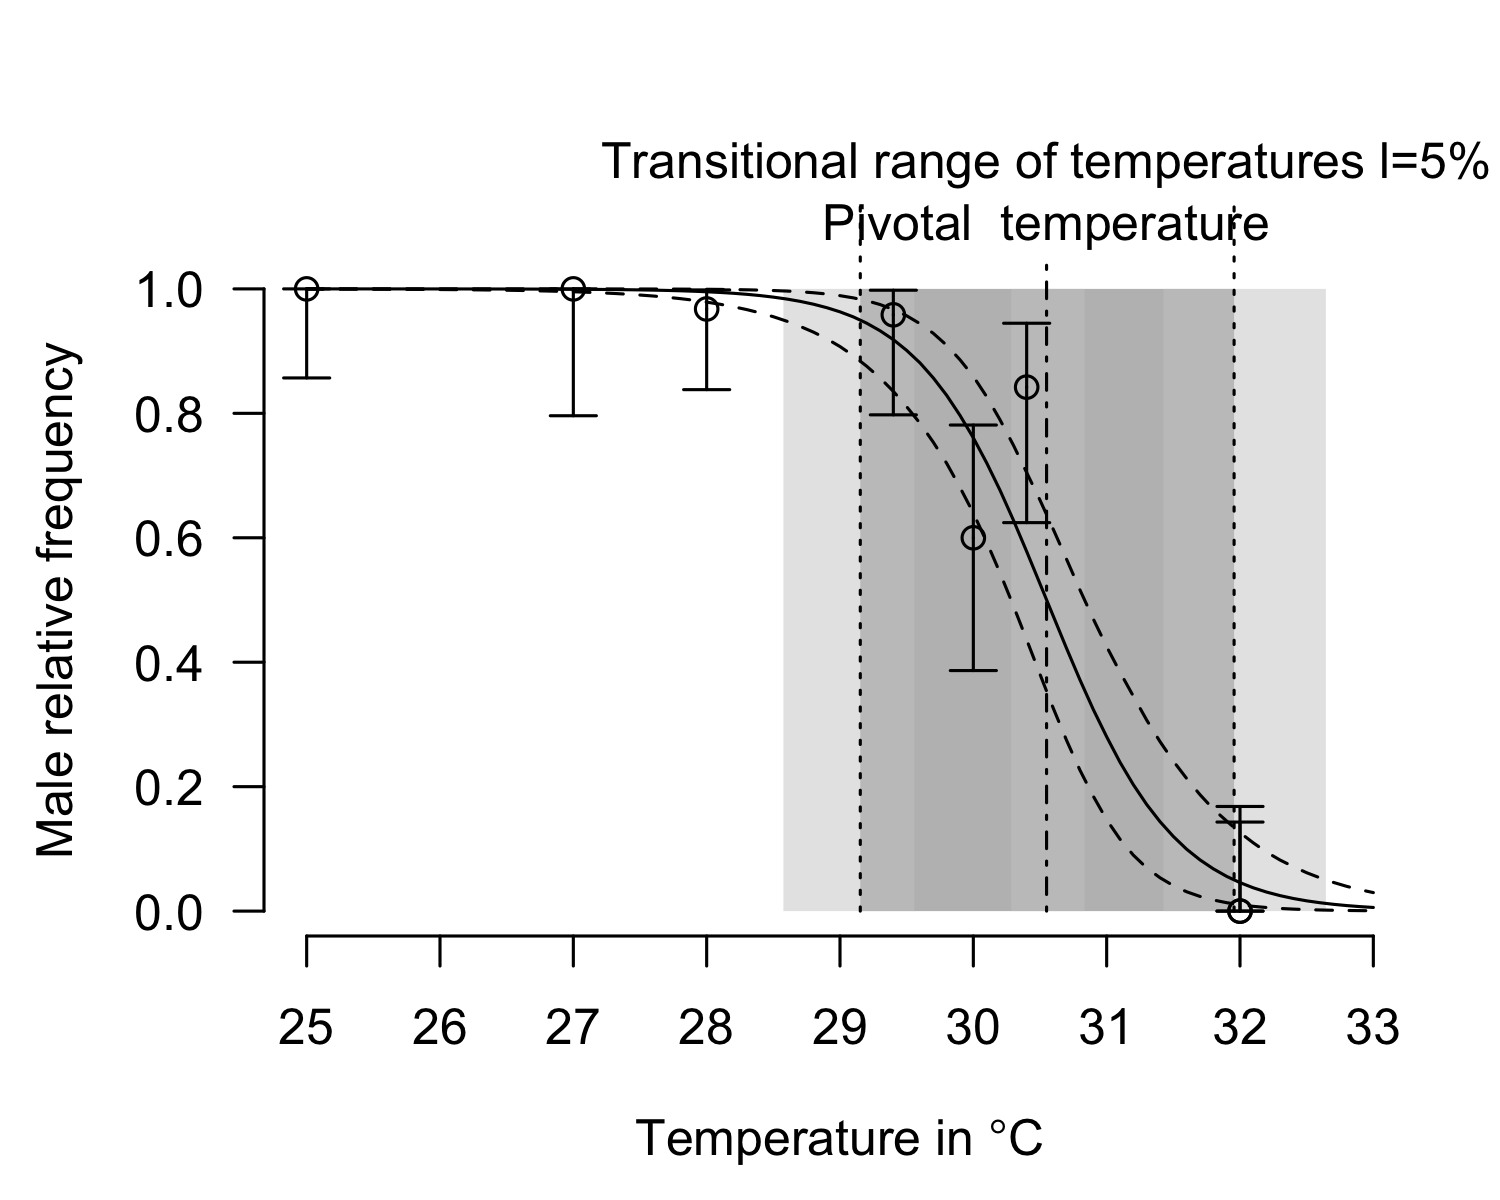 Transitional range of temperatures l=5%
Pivotal temperature
Male relative frequency
1.0
0.8
0.6
0.4
0.2
0.0
25 26 27 28 29 30 31 32 33
Temperature in °C